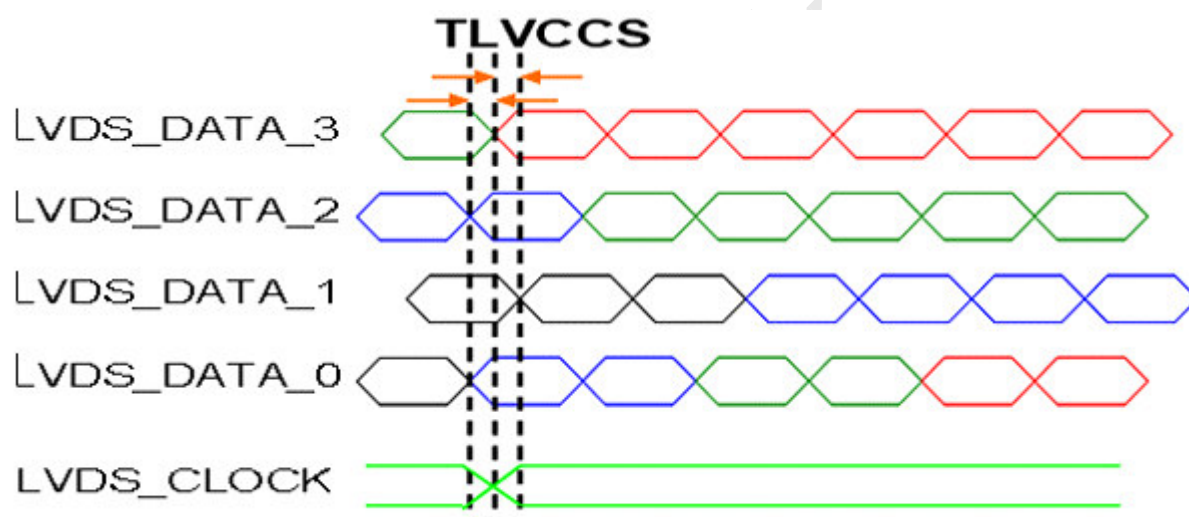 TLVCCS
LVDS_DATA_3
LVDS_DATA_2
LVDS_DATA_1
LVDS_DATA_0
LVDS_CLOCK